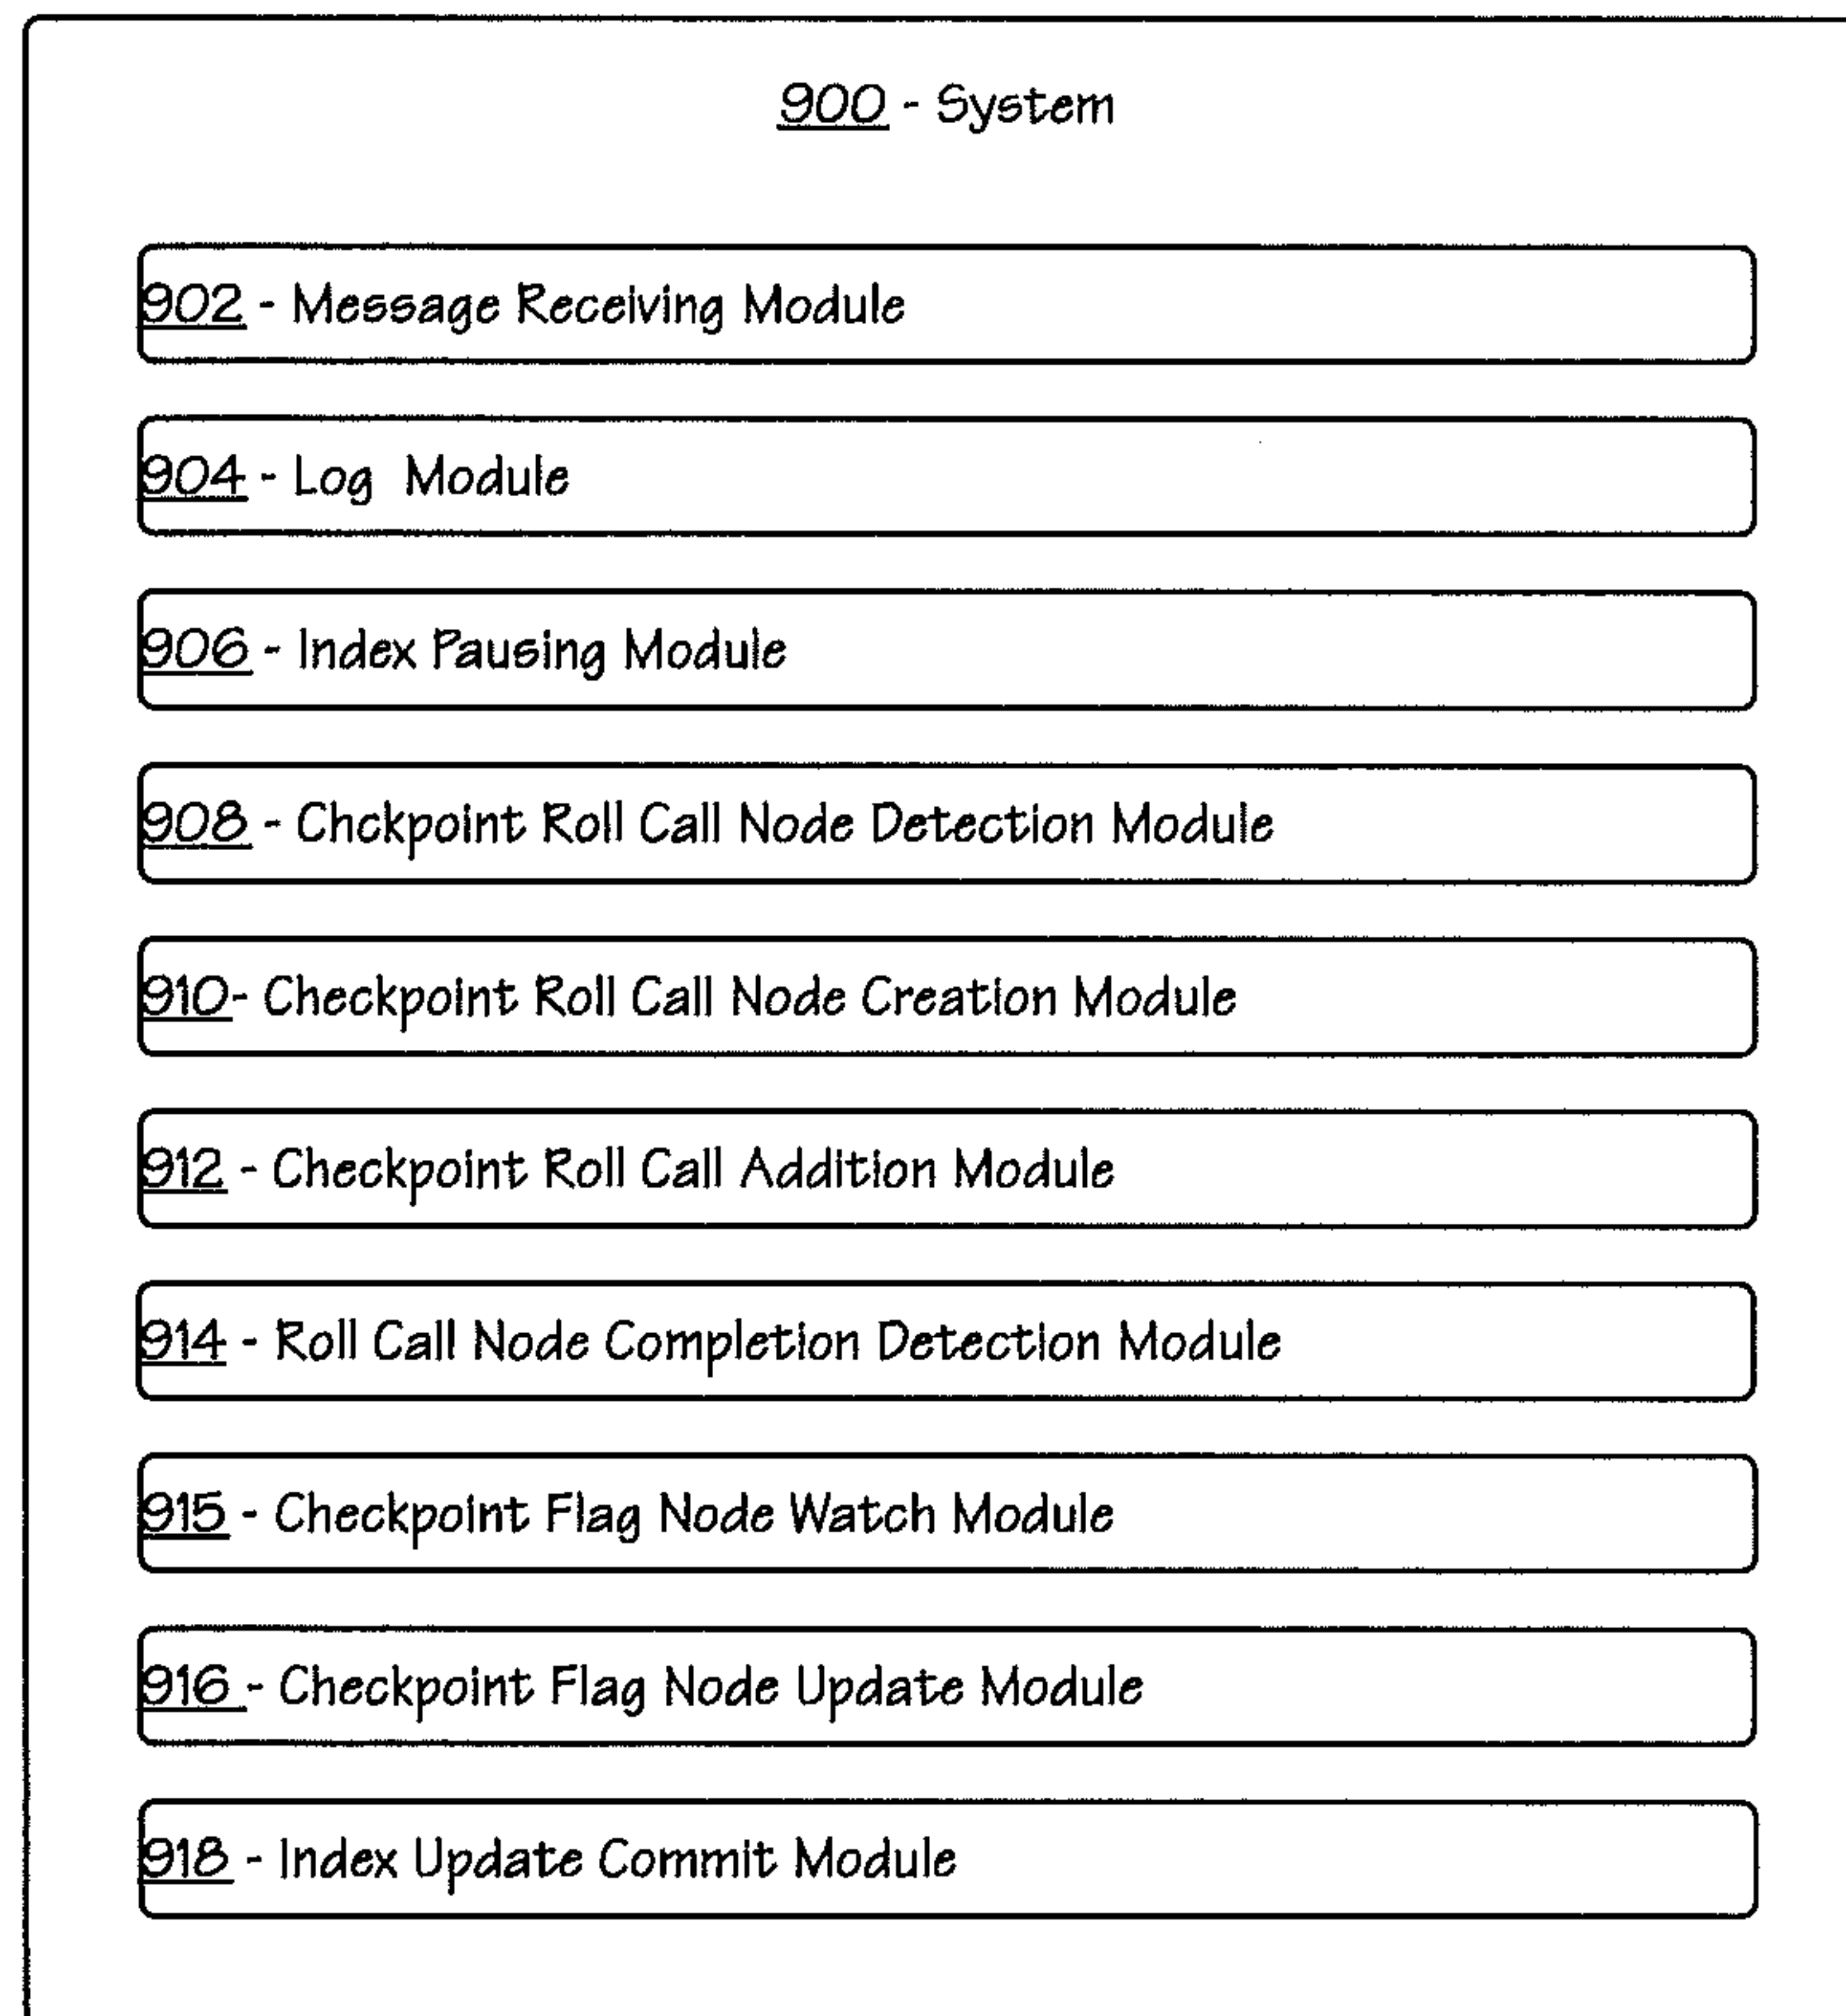 900 - System
902 - Message Receiving Module
904 - Log Module
906 - Index Pausing Module
908 - Chckpoint Roll Call Node Detection Module
910- Checkpoint Roll Call Node Creation Module
912 - Checkpoint Roll Call Addition Module
914 - Roll Call Node Completion Detection Module
915 - Checkpoint Flag Node Watch Module
916 - Checkpoint Flag Node Update Module
918 - Index Update Commit Module